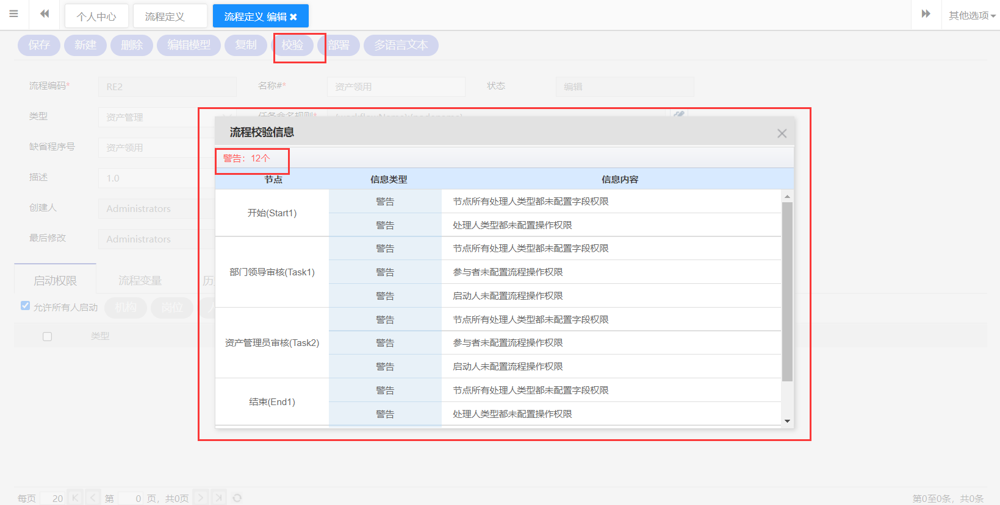 个人中心 流程定义 流程定义 编辑 其他选项
保存 新建 删除 编辑模型 复制 校验 部署 多语言文本
流程编码* RE2 名称#* 资产领用 状态 编辑
类型 资产管理 任务命名规则*
缺省程序号 资产领用
描述 1.0
创建人 Administrators
最后修改 Administrators
启动权限 流程变量
允许所有人启动 机构 岗位
类型
流程校验信息
警告：12个
节点 信息类型 信息内容
开始(Start1)
警告 节点所有处理人类型都未配置字段权限
警告 处理人类型都未配置操作权限
部门领导审核(Task1)
警告 节点所有处理人类型都未配置字段权限
警告 参与者未配置流程操作权限
警告 启动人未配置流程操作权限
资产管理员审核(Task2)
警告 节点所有处理人类型都未配置字段权限
警告 参与者未配置流程操作权限
警告 启动人未配置流程操作权限
结束(End1)
警告 节点所有处理人类型都未配置字段权限
警告 处理人类型都未配置操作权限
每页 20 第 0 页，共0页 第0至0条，共0条